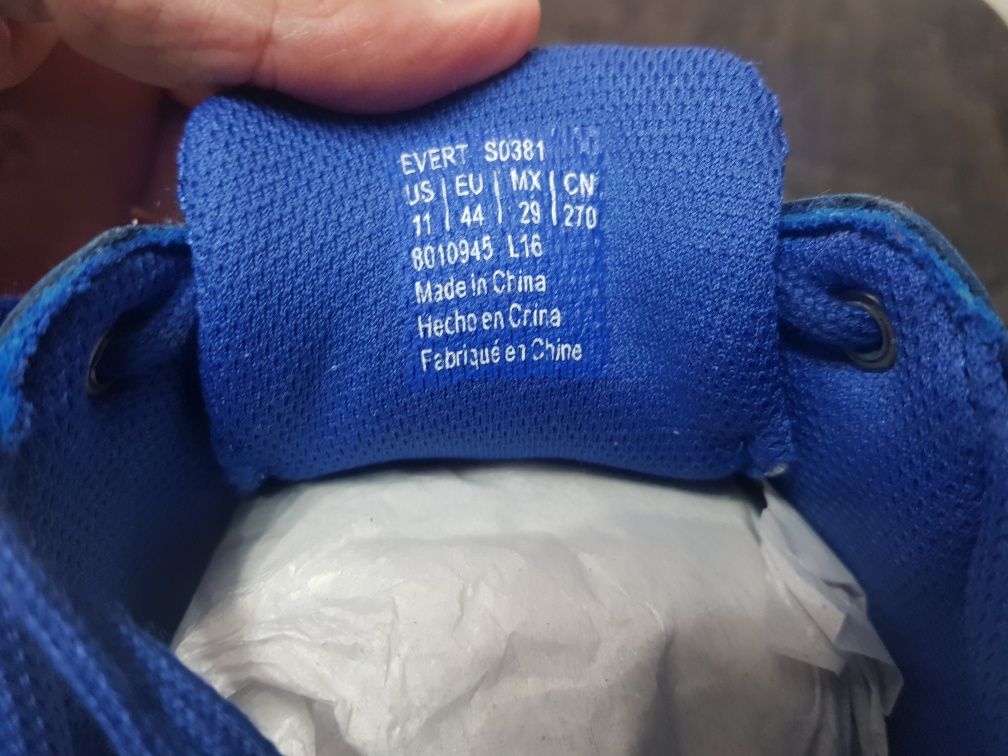 EVERT S0381
US | EU | MX | CN
11 | 44 | 29 | 270
8010945 L16
Made in China
Hecho en China
Fabriqué en Chine